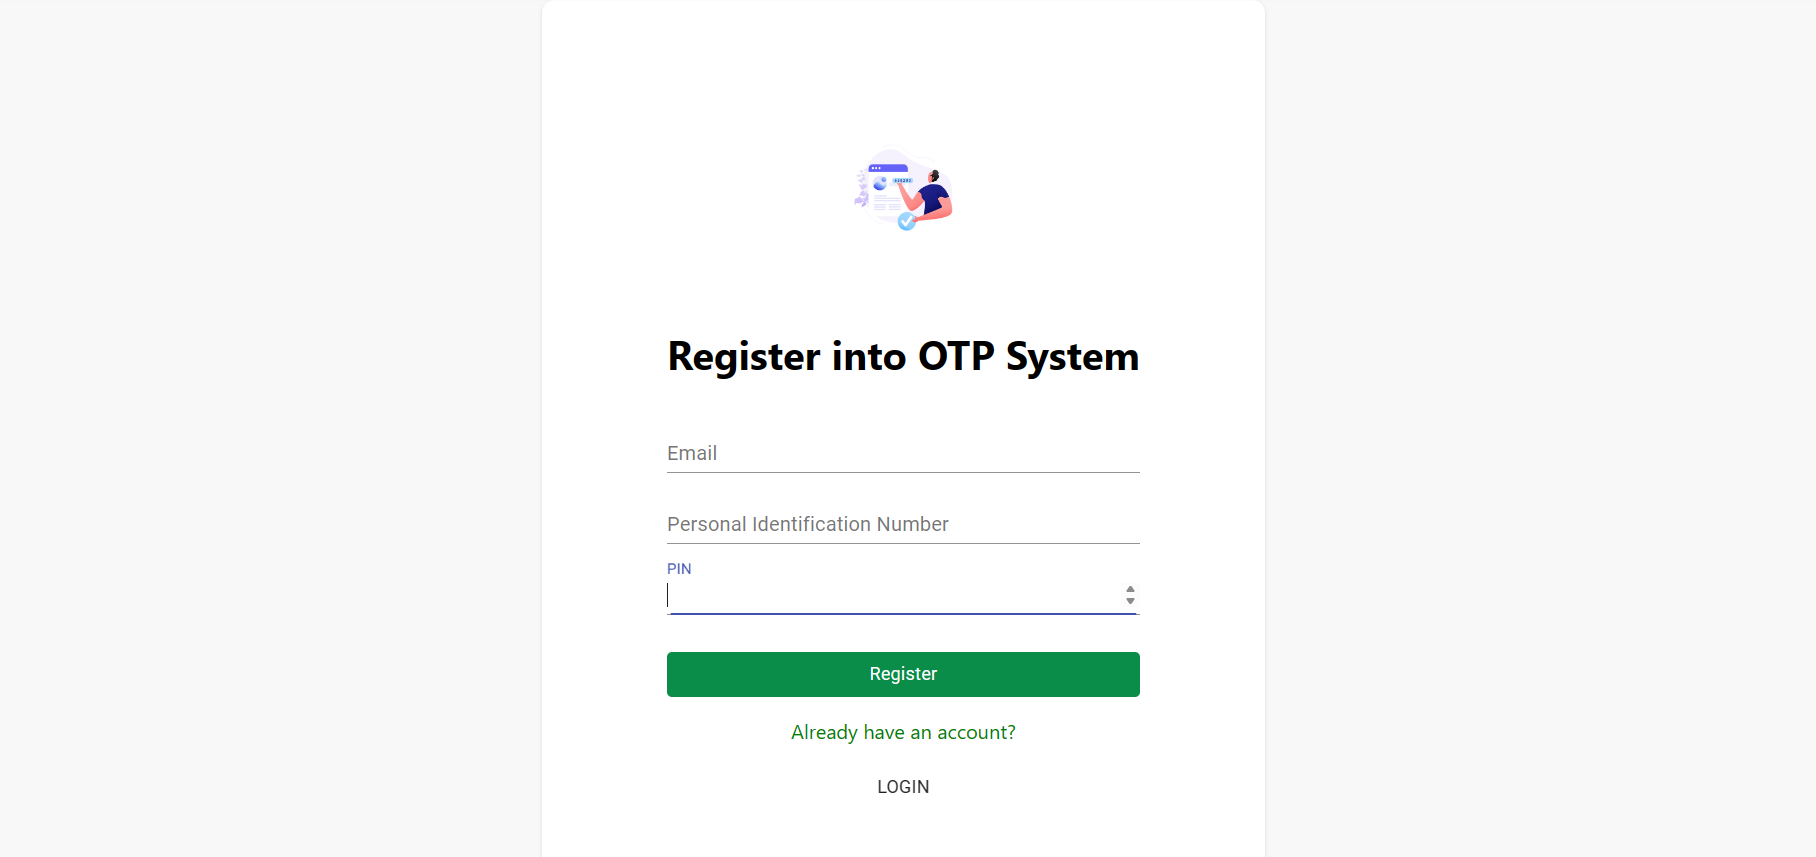 Register into OTP System
Email
Personal Identification Number
PIN
Register
Already have an account?
LOGIN